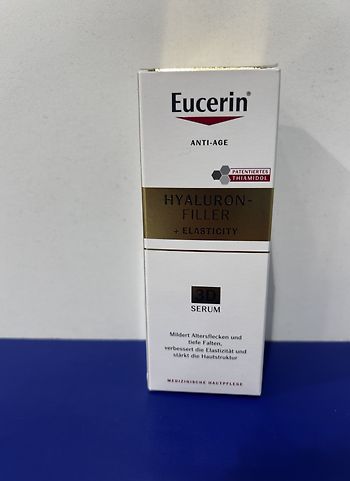 Eucerin®
ANTI-AGE
PATENTIERTES
THIAMIDOL
HYALURON-
FILLER
+ ELASTICITY
3D
SERUM
Mildert Altersflecken und
tiefe Falten,
verbessert die Elastizität und
stärkt die Hautstruktur
MEDIZINISCHE HAUTPFLEGE